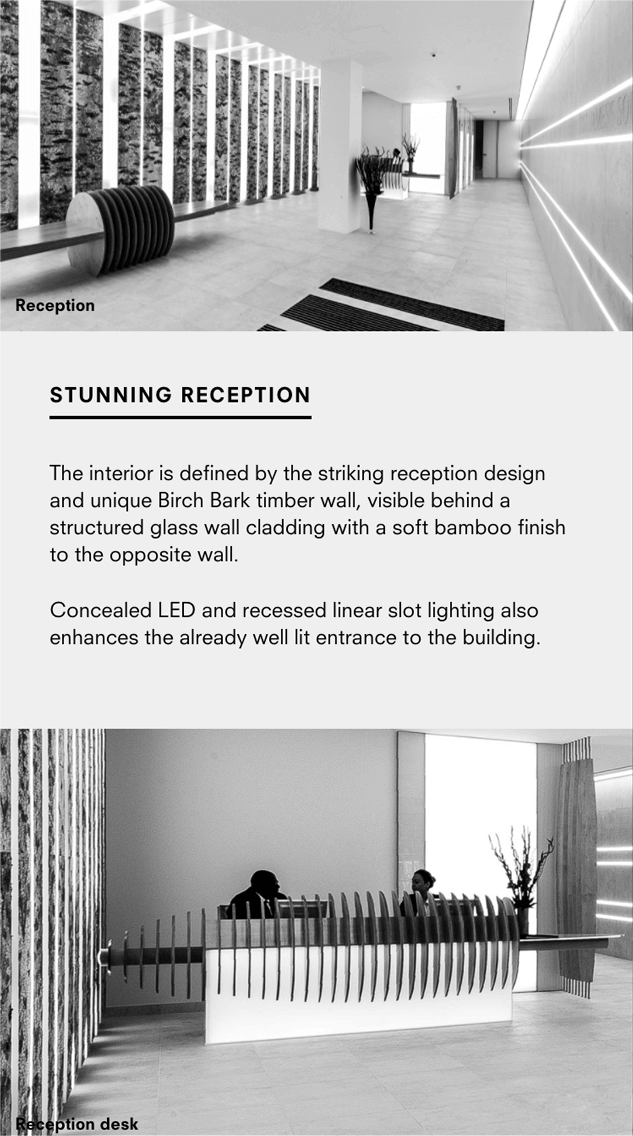 Reception
STUNNING RECEPTION
The interior is defined by the striking reception design
and unique Birch Bark timber wall, visible behind a
structured glass wall cladding with a soft bamboo finish
to the opposite wall.
Concealed LED and recessed linear slot lighting also
enhances the already well lit entrance to the building.
Reception desk